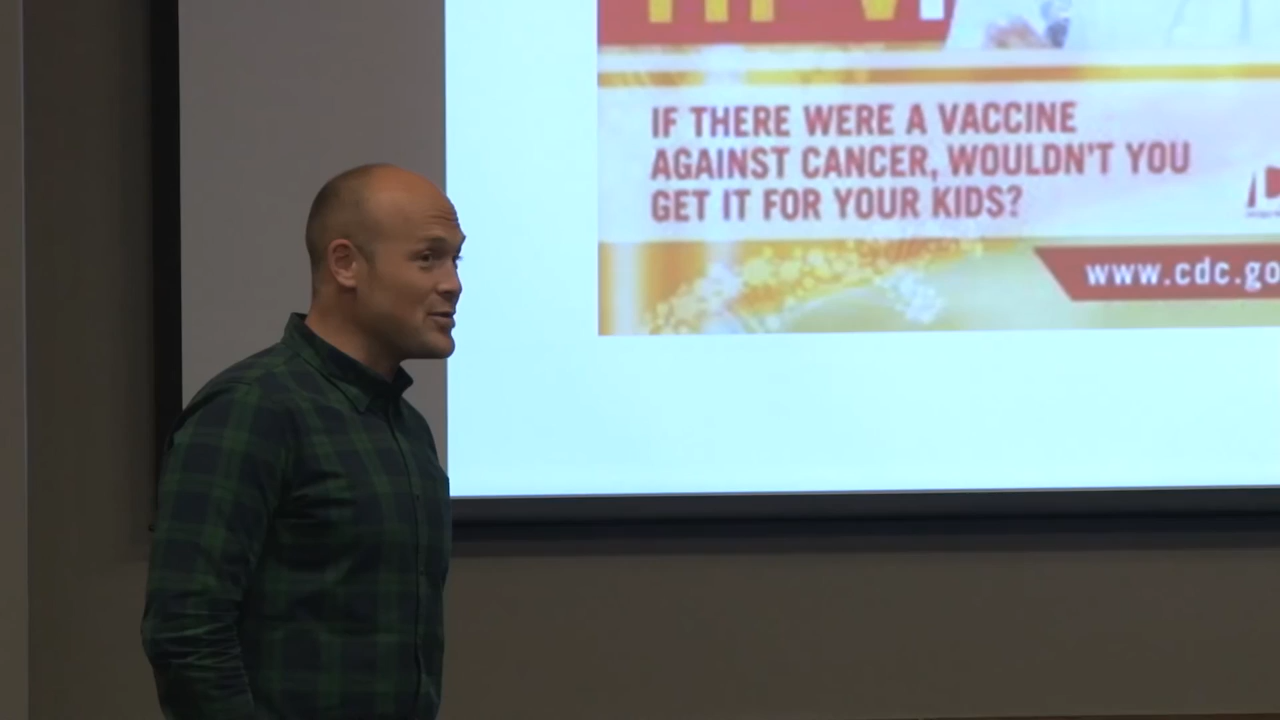 IF THERE WERE A VACCINE
AGAINST CANCER, WOULDN'T YOU
GET IT FOR YOUR KIDS?
www.cdc.go